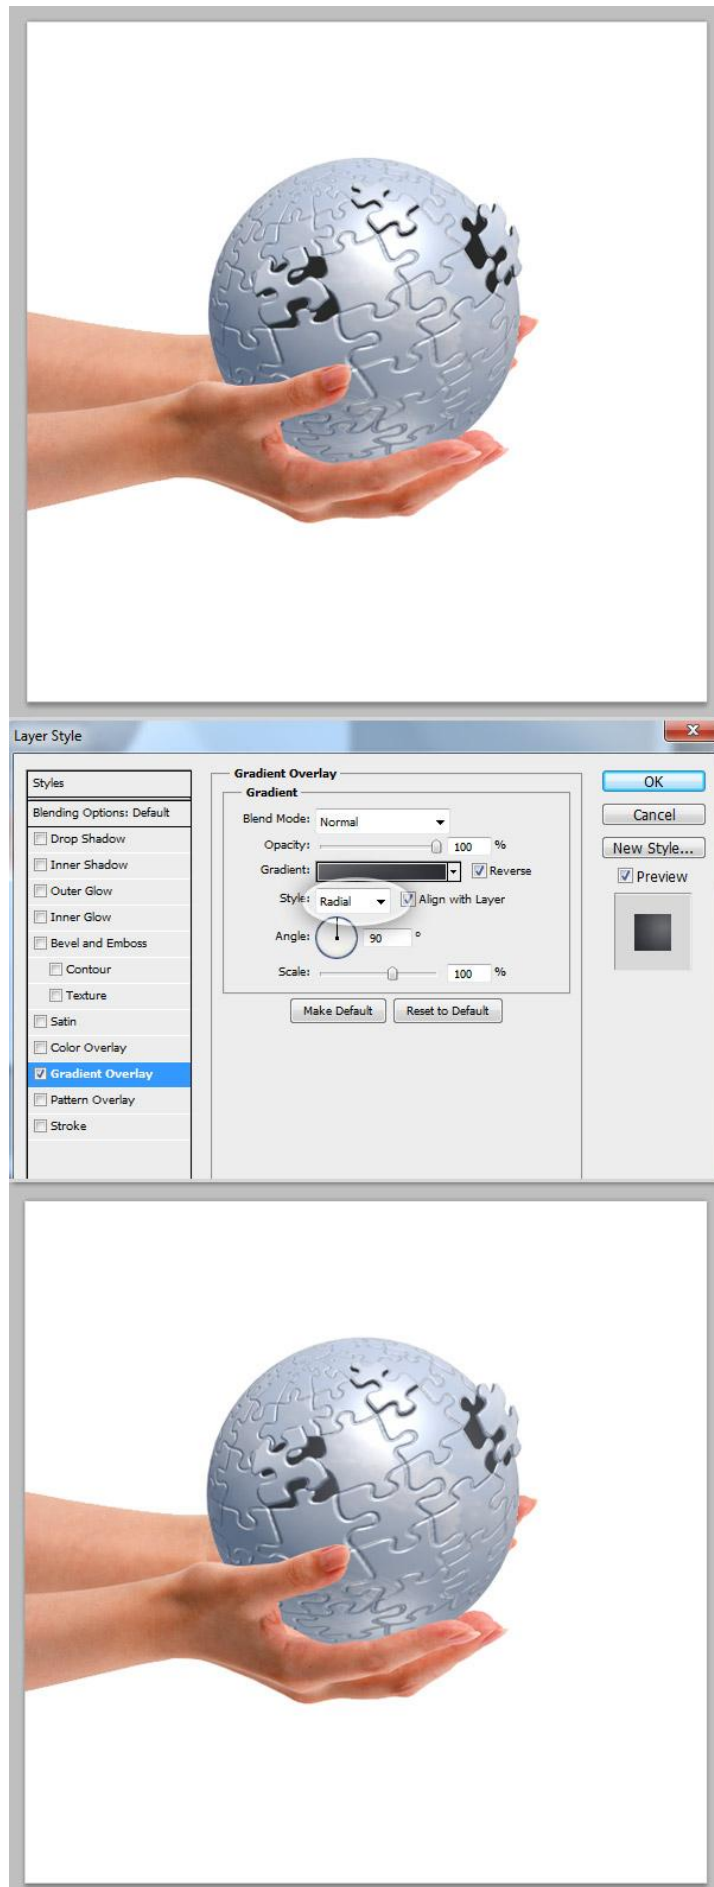 Layer Style
x
Styles
Blending Options: Default
Drop Shadow
Inner Shadow
Outer Glow
Inner Glow
Bevel and Emboss
Contour
Texture
Satin
Color Overlay
Gradient Overlay
Pattern Overlay
Stroke
Gradient Overlay
Gradient
Blend Mode: Normal
Opacity: 100 %
Gradient: Reverse
Style: Radial Align with Layer
Angle: 90 °
Scale: 100 %
Make Default Reset to Default
OK
Cancel
New Style...
Preview